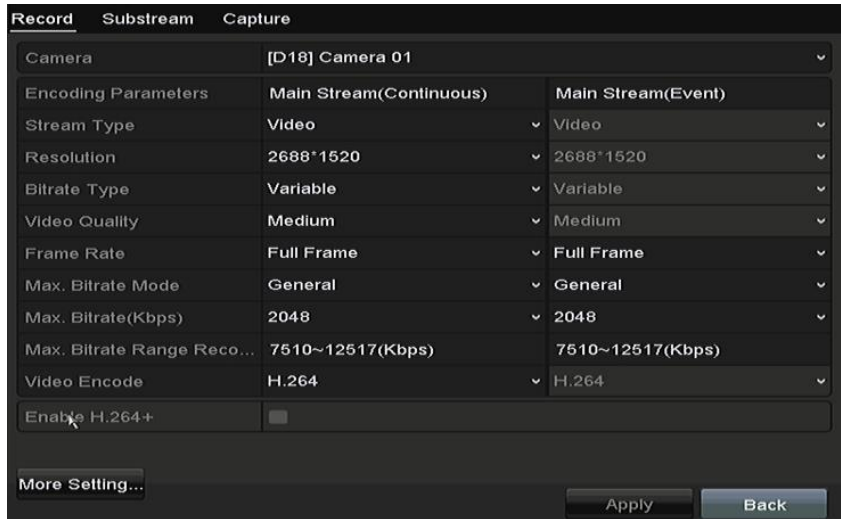 Record Substream Capture
Camera [D18] Camera 01
Encoding Parameters Main Stream(Continuous) Main Stream(Event)
Stream Type Video Video
Resolution 2688*1520 2688*1520
Bitrate Type Variable Variable
Video Quality Medium Medium
Frame Rate Full Frame Full Frame
Max. Bitrate Mode General General
Max. Bitrate(Kbps) 2048 2048
Max. Bitrate Range Reco... 7510~12517(Kbps) 7510~12517(Kbps)
Video Encode H.264 H.264
Enable H.264+
More Setting...
Apply Back